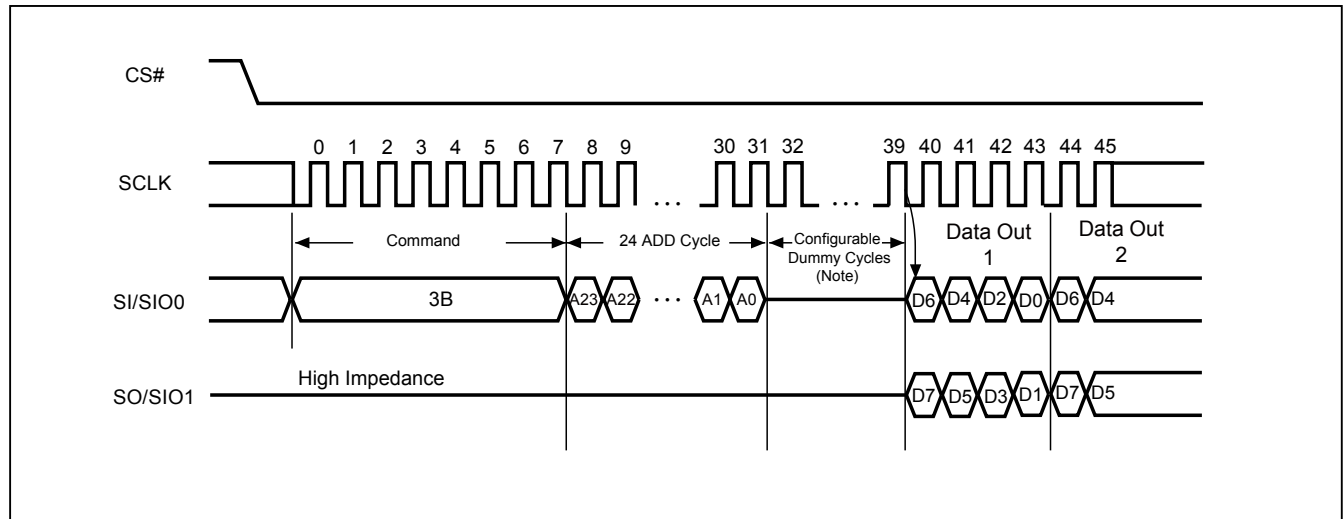 CS#
0 1 2 3 4 5 6 7 8 9 30 31 32 39 40 41 42 43 44 45
SCLK
... ...
Command
24 ADD Cycle
Configurable
Dummy Cycles
(Note)
Data Out
1
Data Out
2
SI/SIO0
3B
A23 A22 ... A1 A0
D6 D4 D2 D0 D6 D4
High Impedance
SO/SIO1
D7 D5 D3 D1 D7 D5